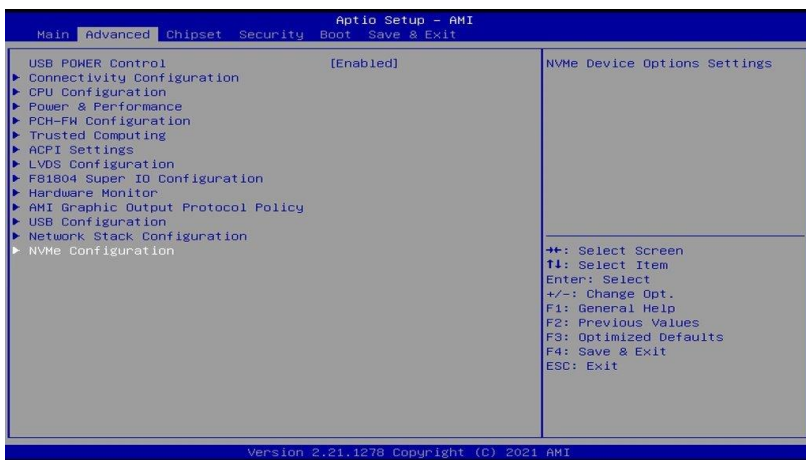 Aptio Setup – AMI
Main Advanced Chipset Security Boot Save & Exit
USB POWER Control [Enabled]
► Connectivity Configuration
► CPU Configuration
► Power & Performance
► PCH-FW Configuration
► Trusted Computing
► ACPI Settings
► LVDS Configuration
► F81804 Super IO Configuration
► Hardware Monitor
► AMI Graphic Output Protocol Policy
► USB Configuration
► Network Stack Configuration
► NVMe Configuration
NVMe Device Options Settings
→←: Select Screen
↑↓: Select Item
Enter: Select
+/-: Change Opt.
F1: General Help
F2: Previous Values
F3: Optimized Defaults
F4: Save & Exit
ESC: Exit
Version 2.21.1278 Copyright (C) 2021 AMI